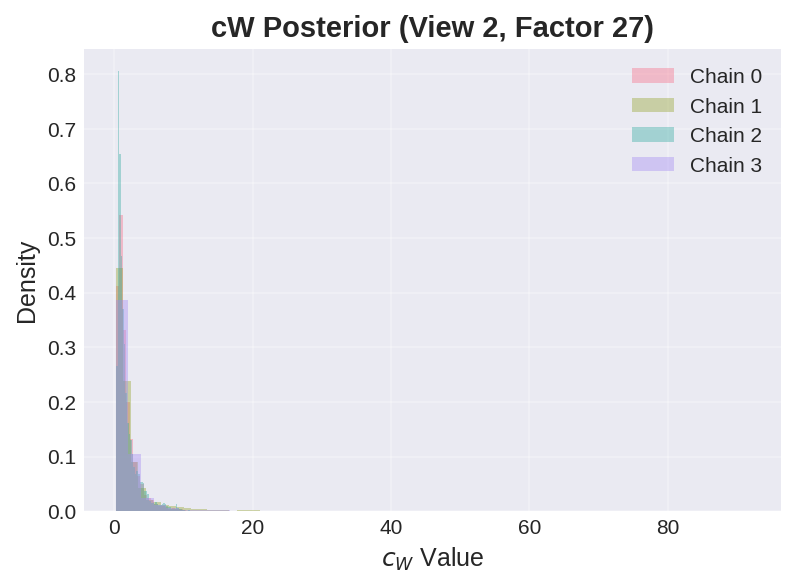 cW Posterior (View 2, Factor 27)
Chain 0
Chain 1
Chain 2
Chain 3
Density
0.8
0.7
0.6
0.5
0.4
0.3
0.2
0.1
0.0
0 20 40 60 80
c_W Value